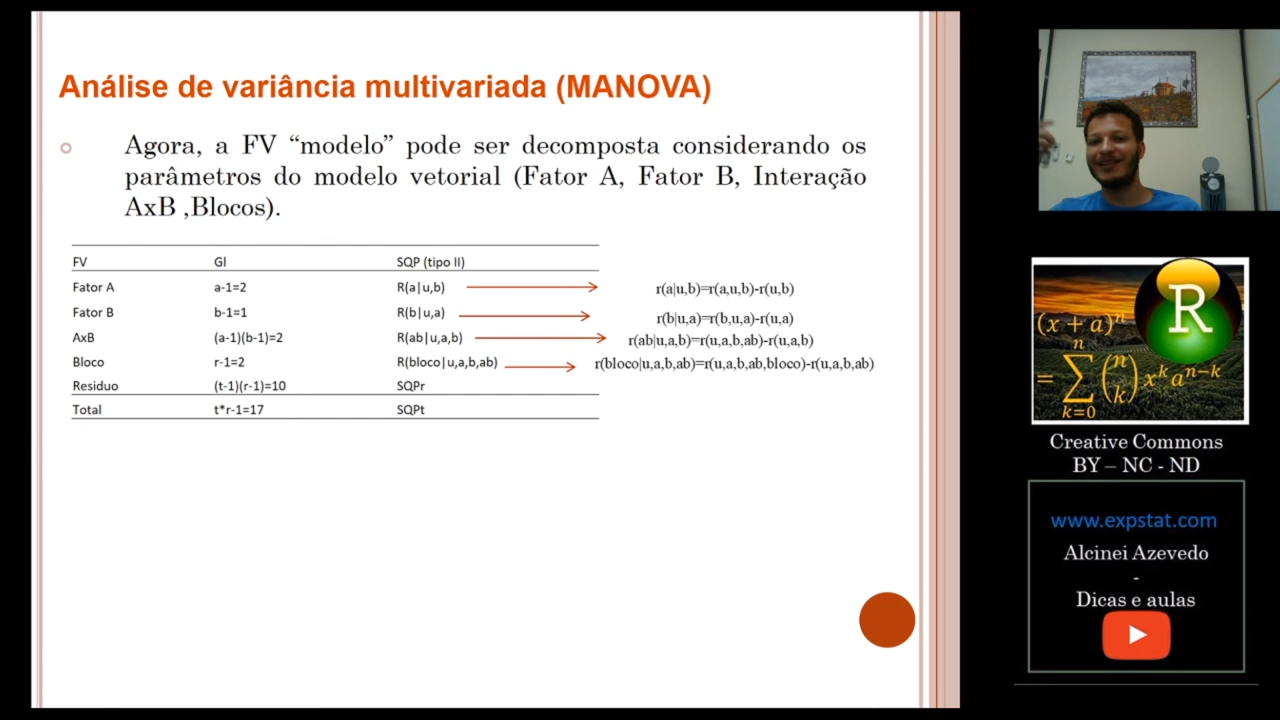 Análise de variância multivariada (MANOVA)
Agora, a FV “modelo” pode ser decomposta considerando os
parâmetros do modelo vetorial (Fator A, Fator B, Interação
AxB ,Blocos).
FV Gl SQP (tipo II)
Fator A a-1=2 R(a|u,b) r(a|u,b)=r(a,u,b)-r(u,b)
Fator B b-1=1 R(b|u,a) r(b|u,a)=r(b,u,a)-r(u,a)
AxB (a-1)(b-1)=2 R(ab|u,a,b) r(ab|u,a,b)=r(u,a,b,ab)-r(u,a,b)
Bloco r-1=2 R(bloco|u,a,b,ab) r(bloco|u,a,b,ab)=r(u,a,b,ab,bloco)-r(u,a,b,ab)
Residuo (t-1)(r-1)=10 SQPr
Total t*r-1=17 SQPt
R
(x + a)^n
= ∑_{k=0}^{n} (n k) x^k a^{n-k}
Creative Commons
BY – NC - ND
www.expstat.com
Alcinei Azevedo
-
Dicas e aulas